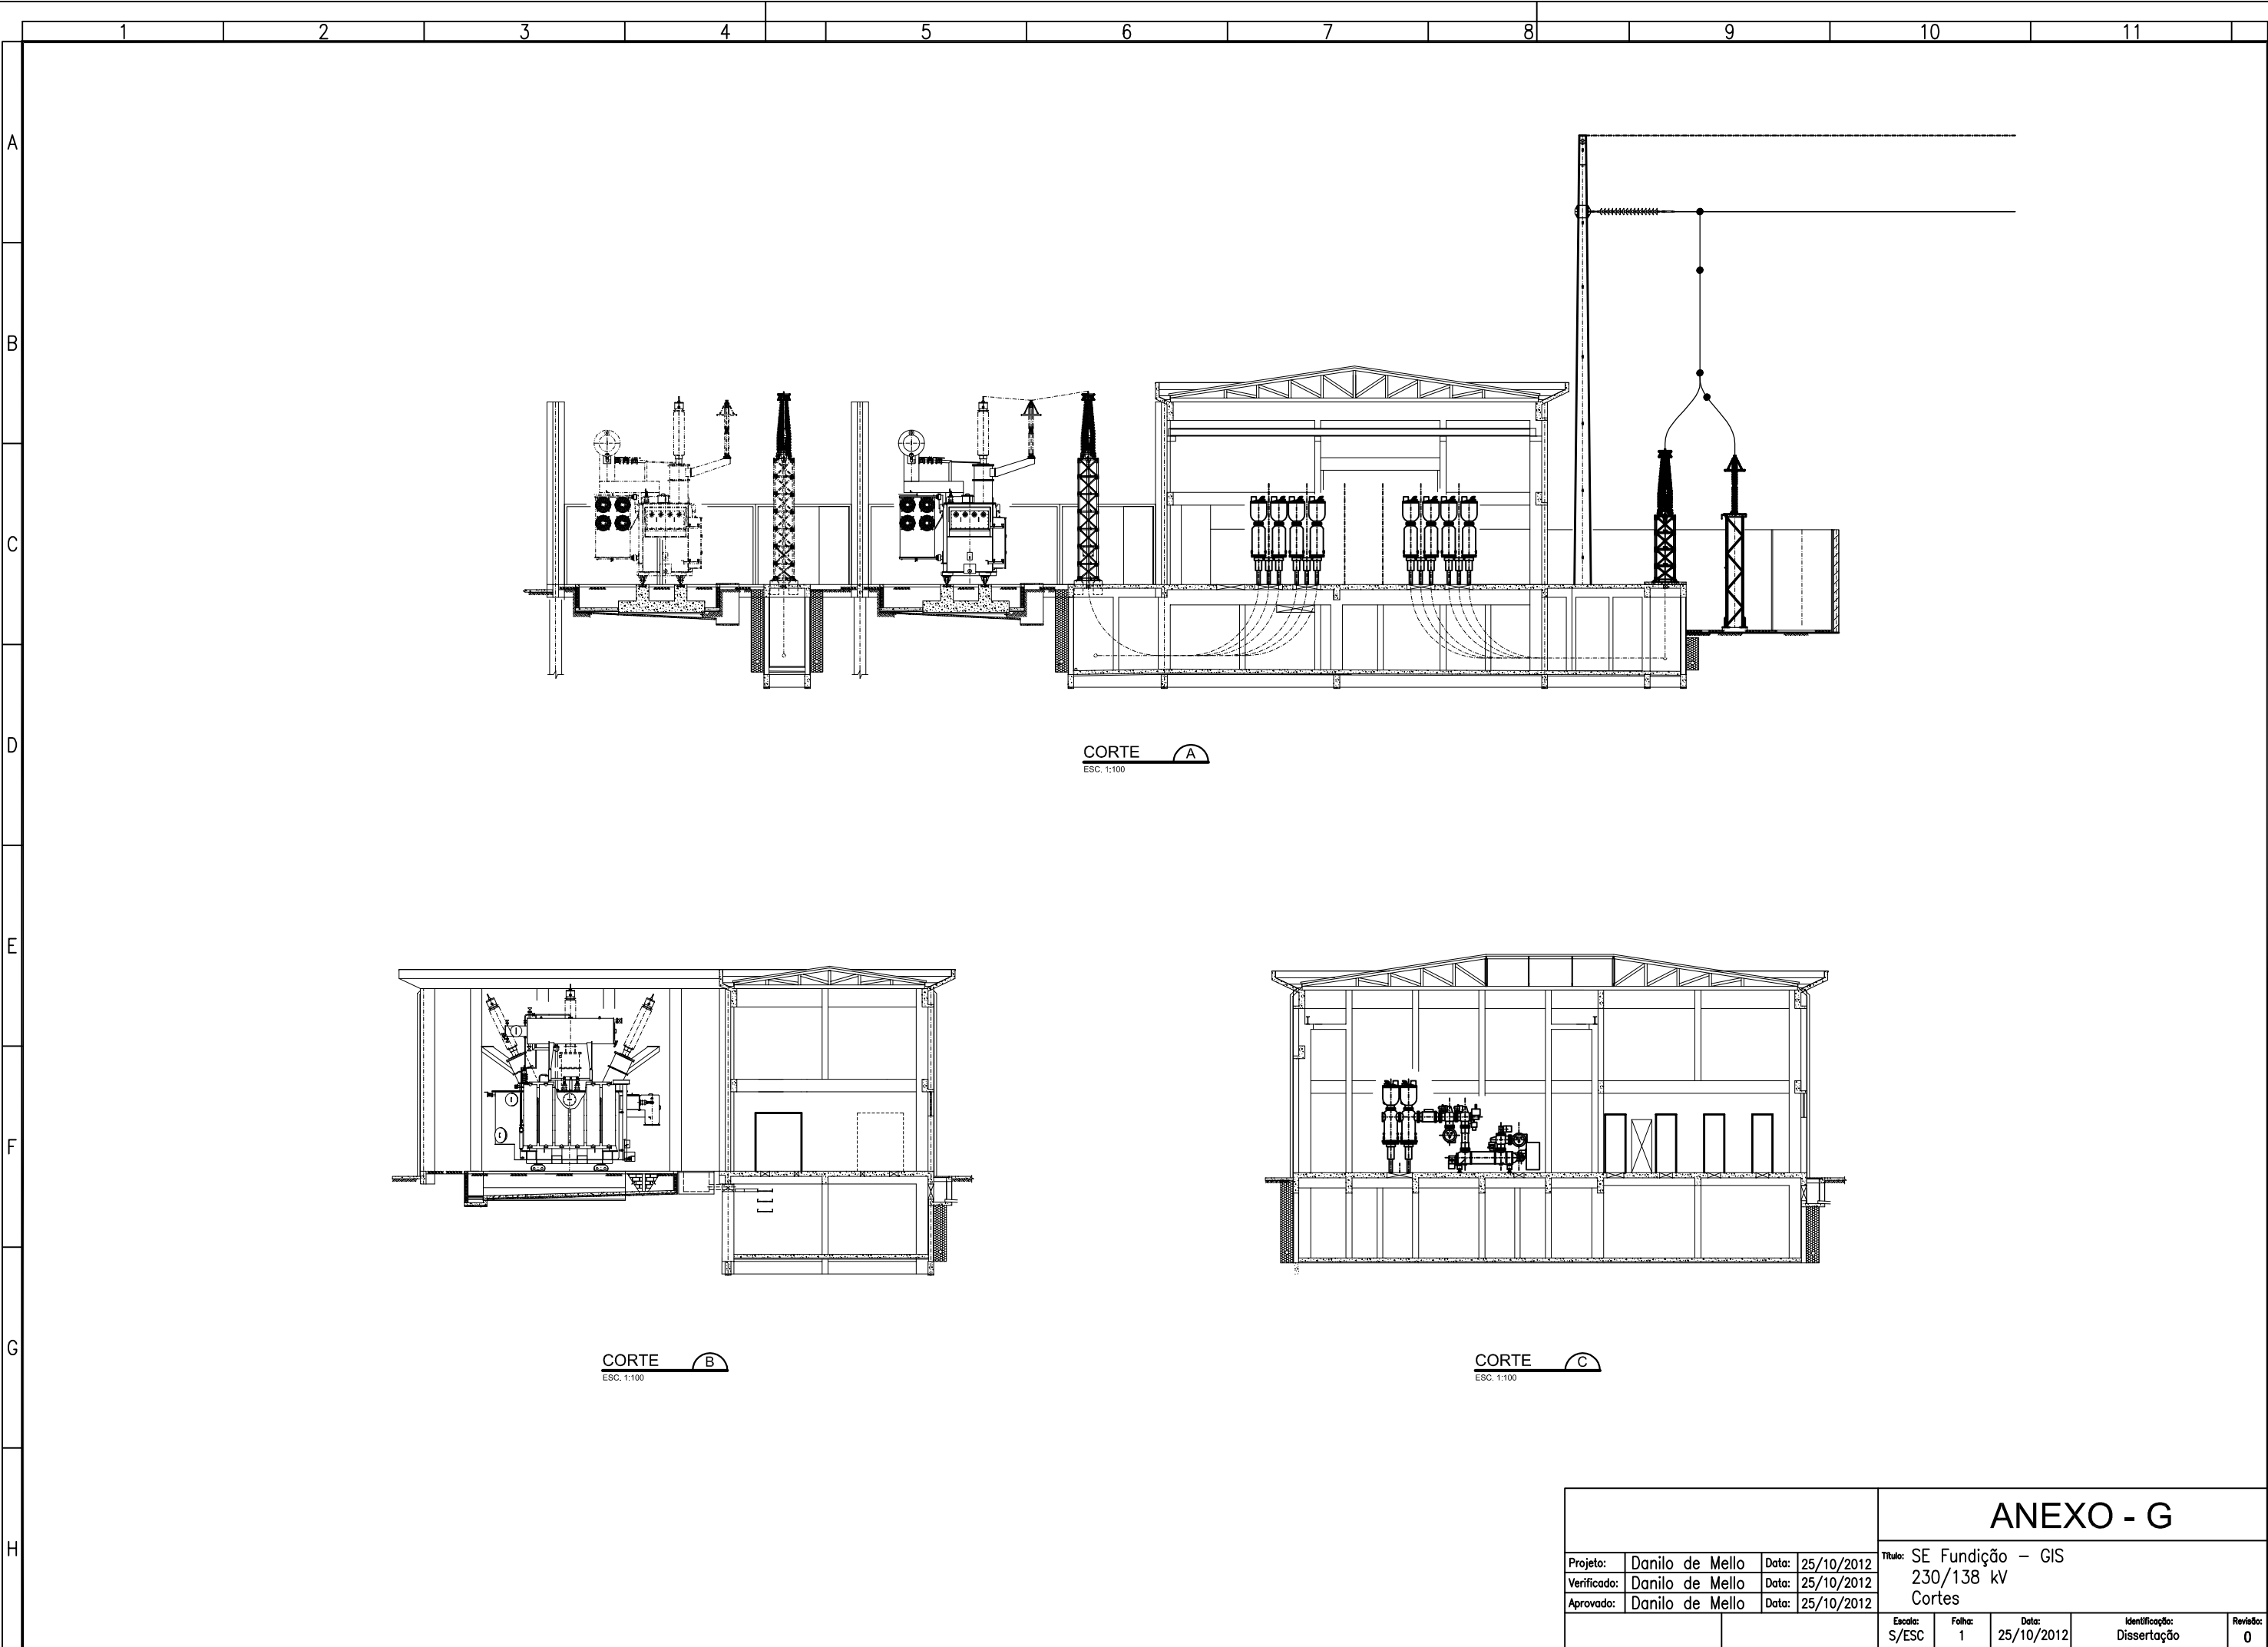 1 2 3 4 5 6 7 8 9 10 11
A
B
C
D
E
F
G
H
CORTE A
ESC. 1:100
CORTE B
ESC. 1:100
CORTE C
ESC. 1:100
ANEXO - G
Projeto: Danilo de Mello Data: 25/10/2012
Verificado: Danilo de Mello Data: 25/10/2012
Aprovado: Danilo de Mello Data: 25/10/2012
Título: SE Fundição - GIS
230/138 kV
Cortes
Escala: Folha: Data: Identificação: Revisão:
S/ESC 1 25/10/2012 Dissertação 0